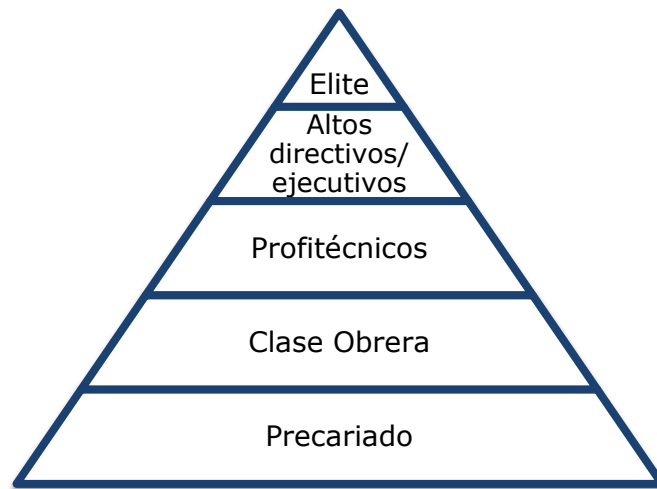 Elite
Altos
directivos/
ejecutivos
Profitécnicos
Clase Obrera
Precariado